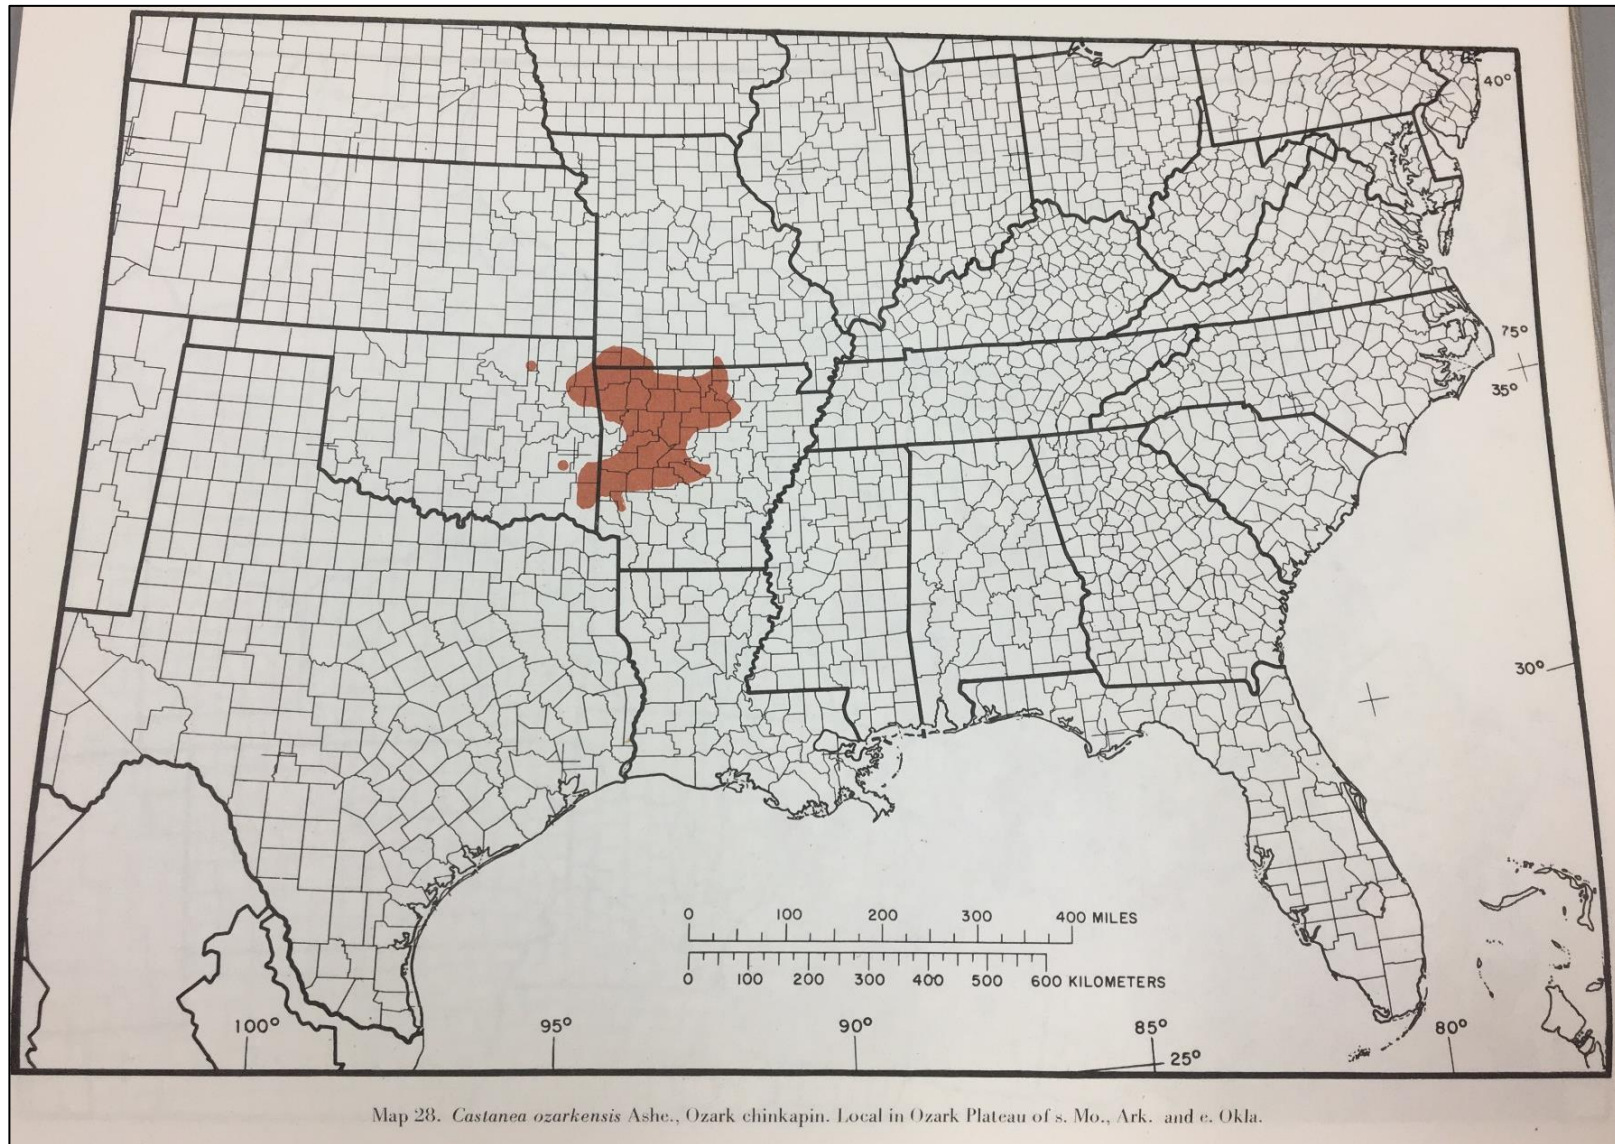 40°
75°
35°
30°
0 100 200 300 400 MILES
0 100 200 300 400 500 600 KILOMETERS
100° 95° 90° 85° 80°
25°
Map 28. Castanea ozarkensis Ashe., Ozark chinkapin. Local in Ozark Plateau of s. Mo., Ark. and e. Okla.